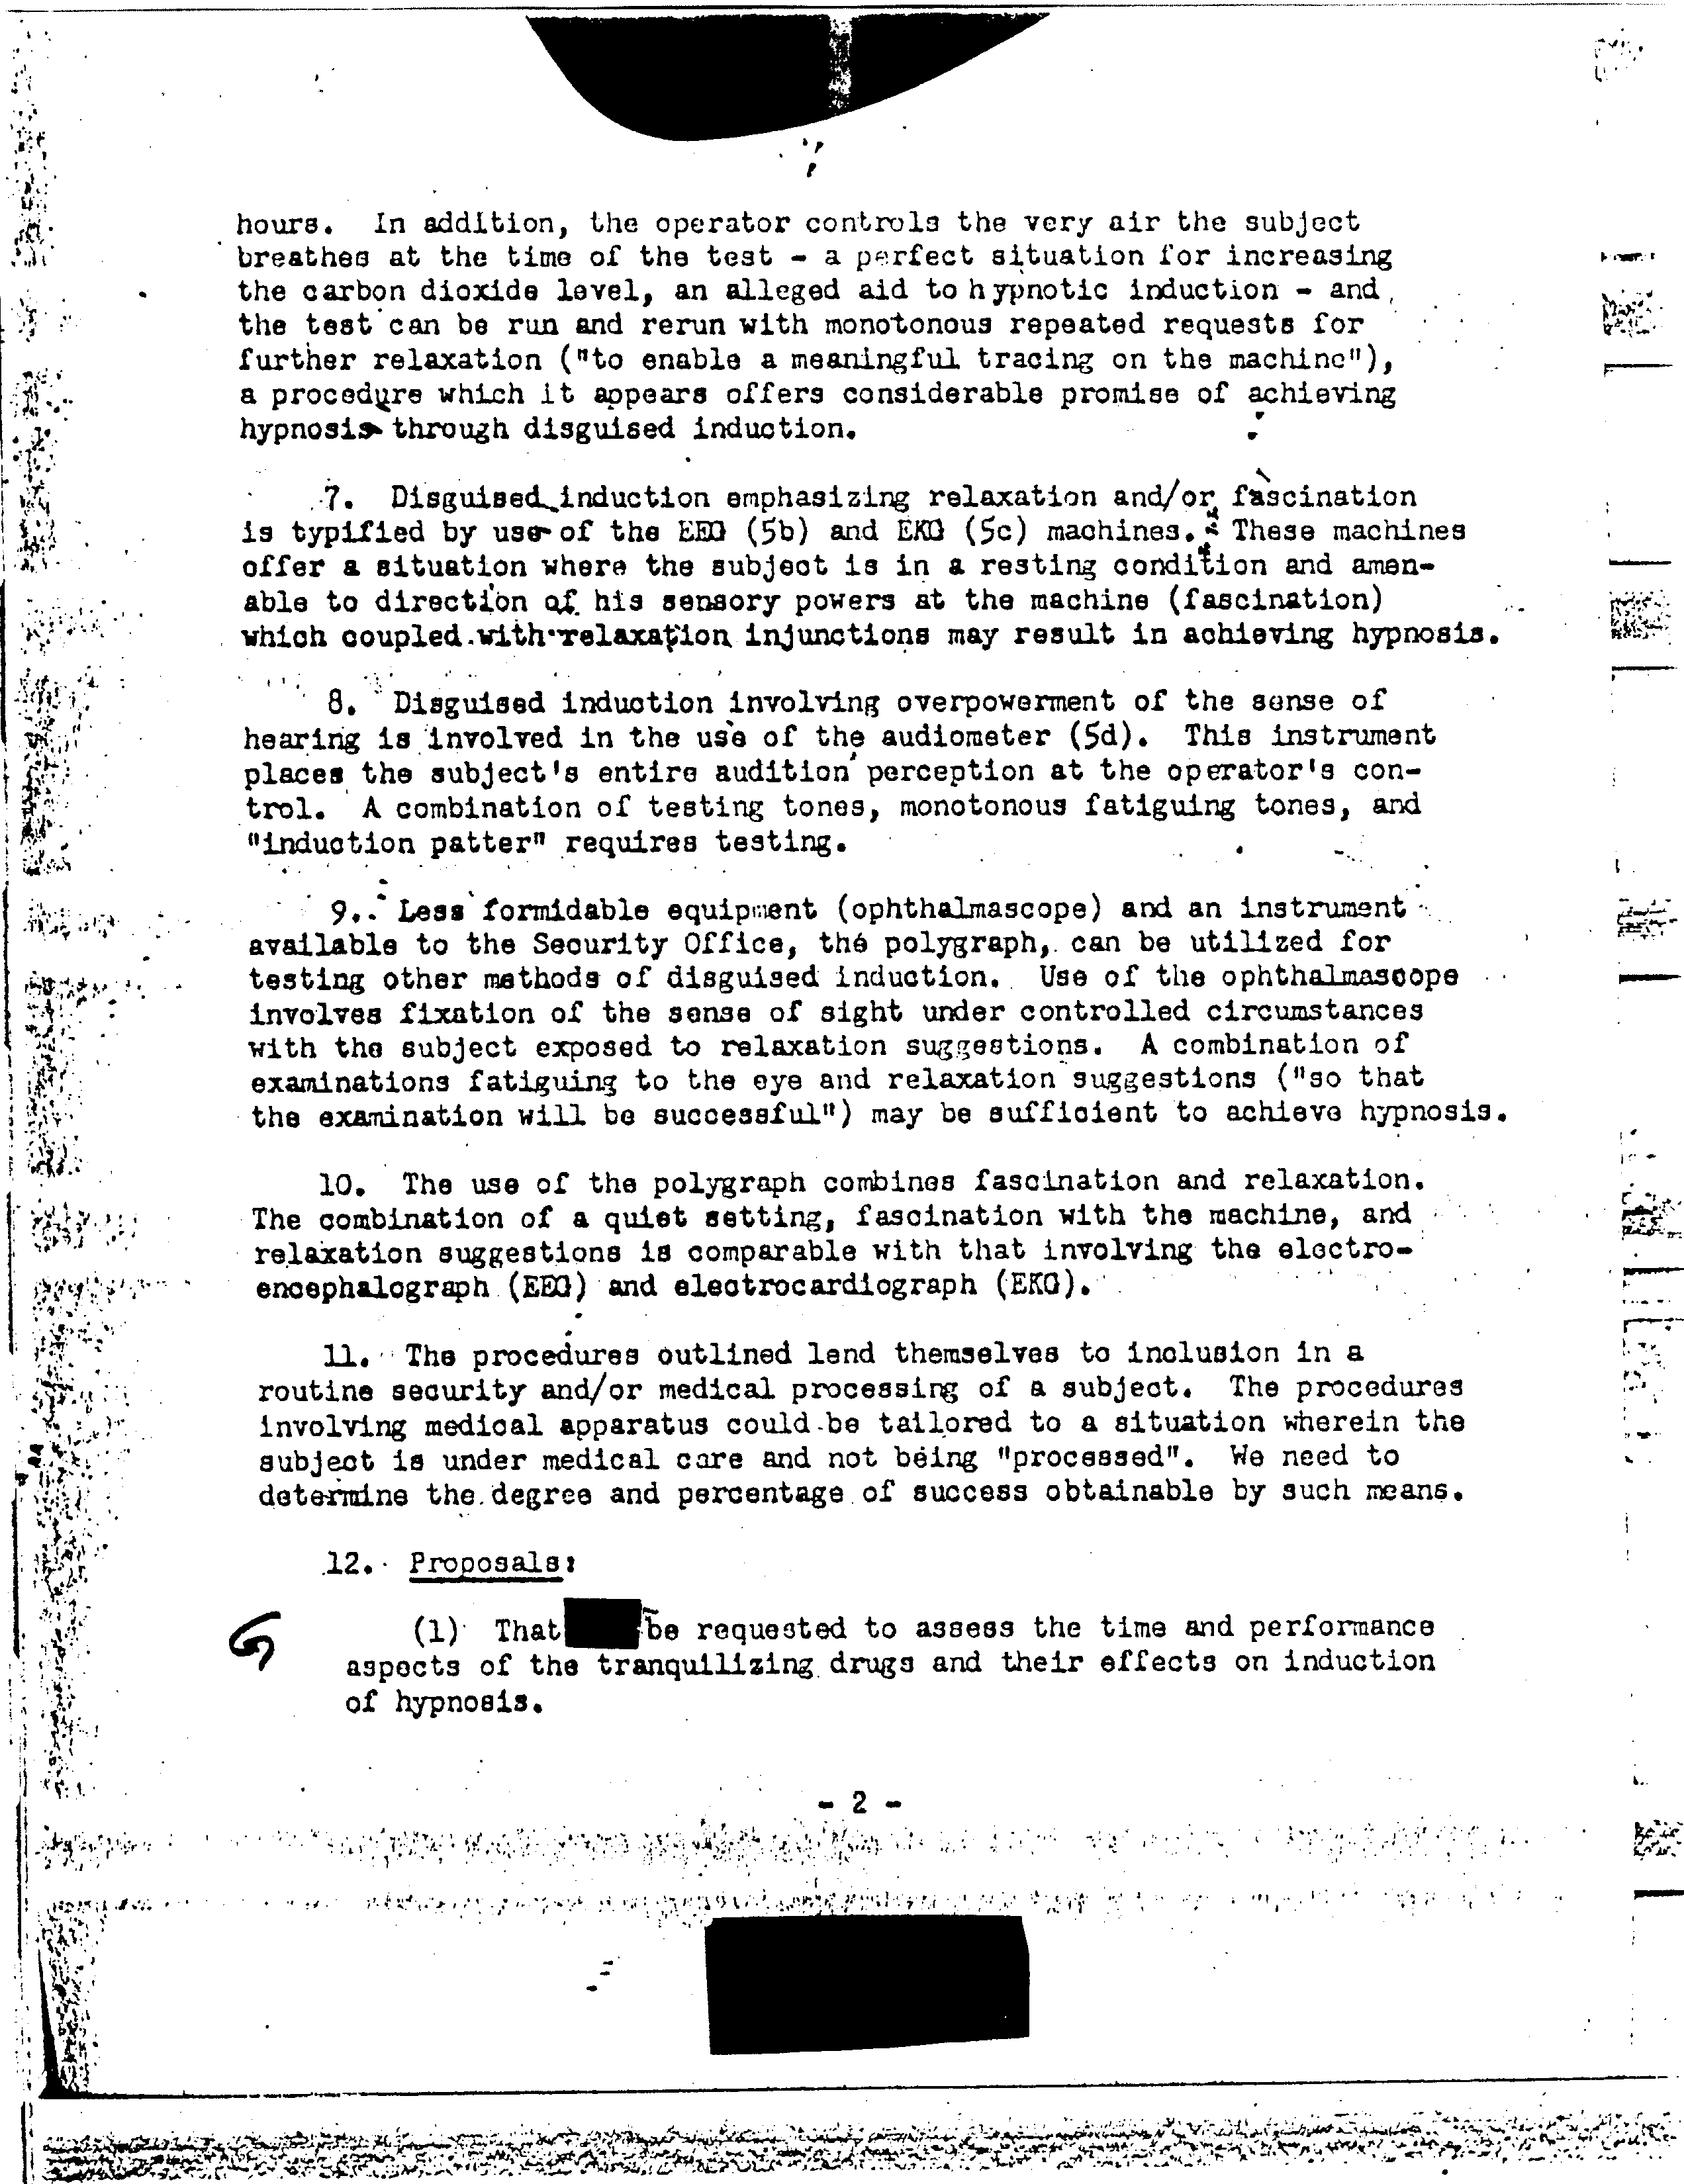 hours. In addition, the operator controls the very air the subject
breathes at the time of the test - a perfect situation for increasing
the carbon dioxide level, an alleged aid to hypnotic induction - and
the test can be run and rerun with monotonous repeated requests for
further relaxation ("to enable a meaningful tracing on the machine"),
a procedure which it appears offers considerable promise of achieving
hypnosis through disguised induction.
7. Disguised induction emphasizing relaxation and/or fascination
is typified by use of the EEG (5b) and EKG (5c) machines. These machines
offer a situation where the subject is in a resting condition and amen-
able to direction of his sensory powers at the machine (fascination)
which coupled with relaxation injunctions may result in achieving hypnosis.
8. Disguised induction involving overpowerment of the sense of
hearing is involved in the use of the audiometer (5d). This instrument
places the subject's entire audition perception at the operator's con-
trol. A combination of testing tones, monotonous fatiguing tones, and
"induction patter" requires testing.
9. Less formidable equipment (ophthalmascope) and an instrument
available to the Security Office, the polygraph, can be utilized for
testing other methods of disguised induction. Use of the ophthalmascope
involves fixation of the sense of sight under controlled circumstances
with the subject exposed to relaxation suggestions. A combination of
examinations fatiguing to the eye and relaxation suggestions ("so that
the examination will be successful") may be sufficient to achieve hypnosis.
10. The use of the polygraph combines fascination and relaxation.
The combination of a quiet setting, fascination with the machine, and
relaxation suggestions is comparable with that involving the electro-
encephalograph (EEG) and electrocardiograph (EKG).
11. The procedures outlined lend themselves to inclusion in a
routine security and/or medical processing of a subject. The procedures
involving medical apparatus could be tailored to a situation wherein the
subject is under medical care and not being "processed". We need to
determine the degree and percentage of success obtainable by such means.
12. Proposals:
(1) That be requested to assess the time and performance
aspects of the tranquilizing drugs and their effects on induction
of hypnosis.
- 2 -